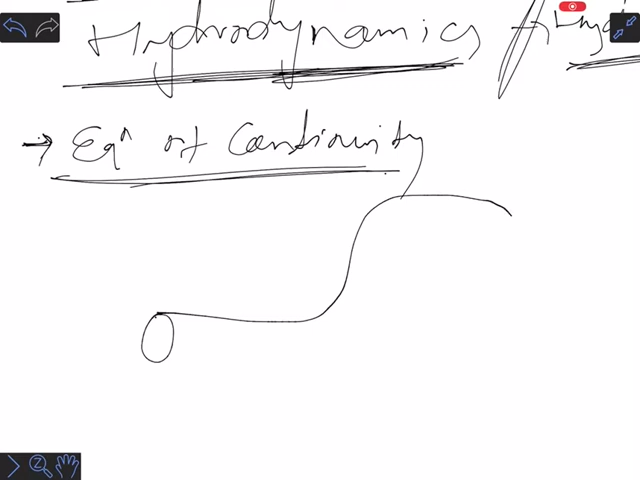 Hydrodynamics
→ Eqⁿ of Continuity